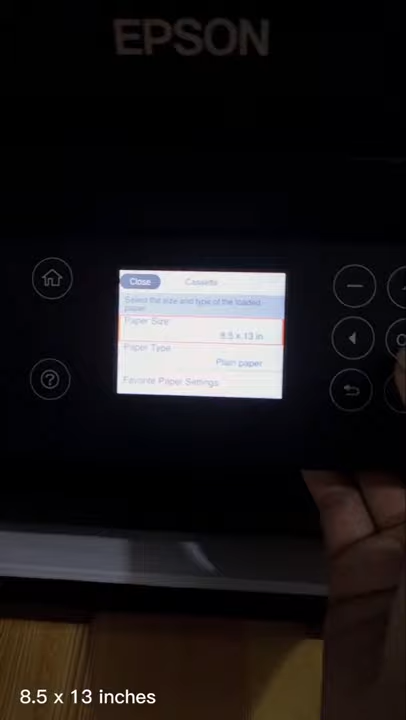 EPSON
Close Cassette
Select the size and type of the loaded
paper.
Paper Size
8.5 x 13 in
Paper Type
Plain paper
Favorite Paper Settings
8.5 x 13 inches